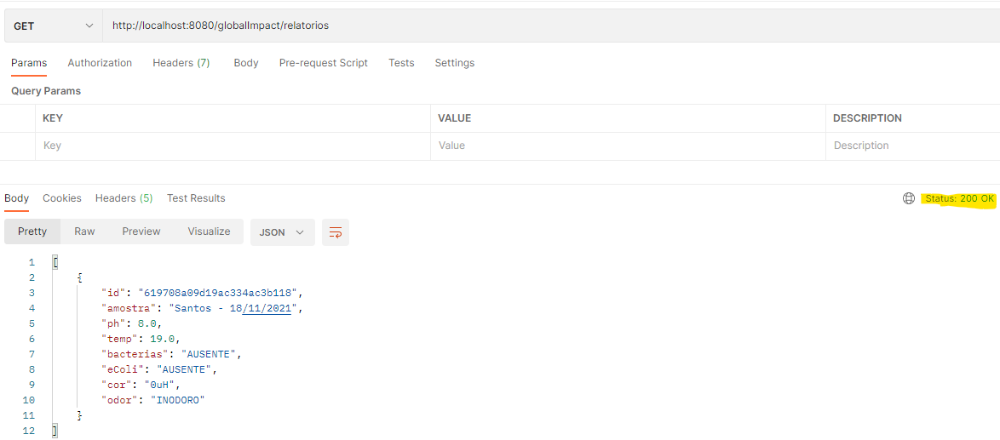 GET http://localhost:8080/globalImpact/relatorios
Params Authorization Headers (7) Body Pre-request Script Tests Settings
Query Params
KEY VALUE DESCRIPTION
Key Value Description
Body Cookies Headers (5) Test Results Status: 200 OK
Pretty Raw Preview Visualize JSON
1 [
2 {
3 "id": "619708a09d19ac334ac3b118",
4 "amostra": "Santos - 18/11/2021",
5 "ph": 8.0,
6 "temp": 19.0,
7 "bacterias": "AUSENTE",
8 "eColi": "AUSENTE",
9 "cor": "0uH",
10 "odor": "INODORO"
11 }
12 ]